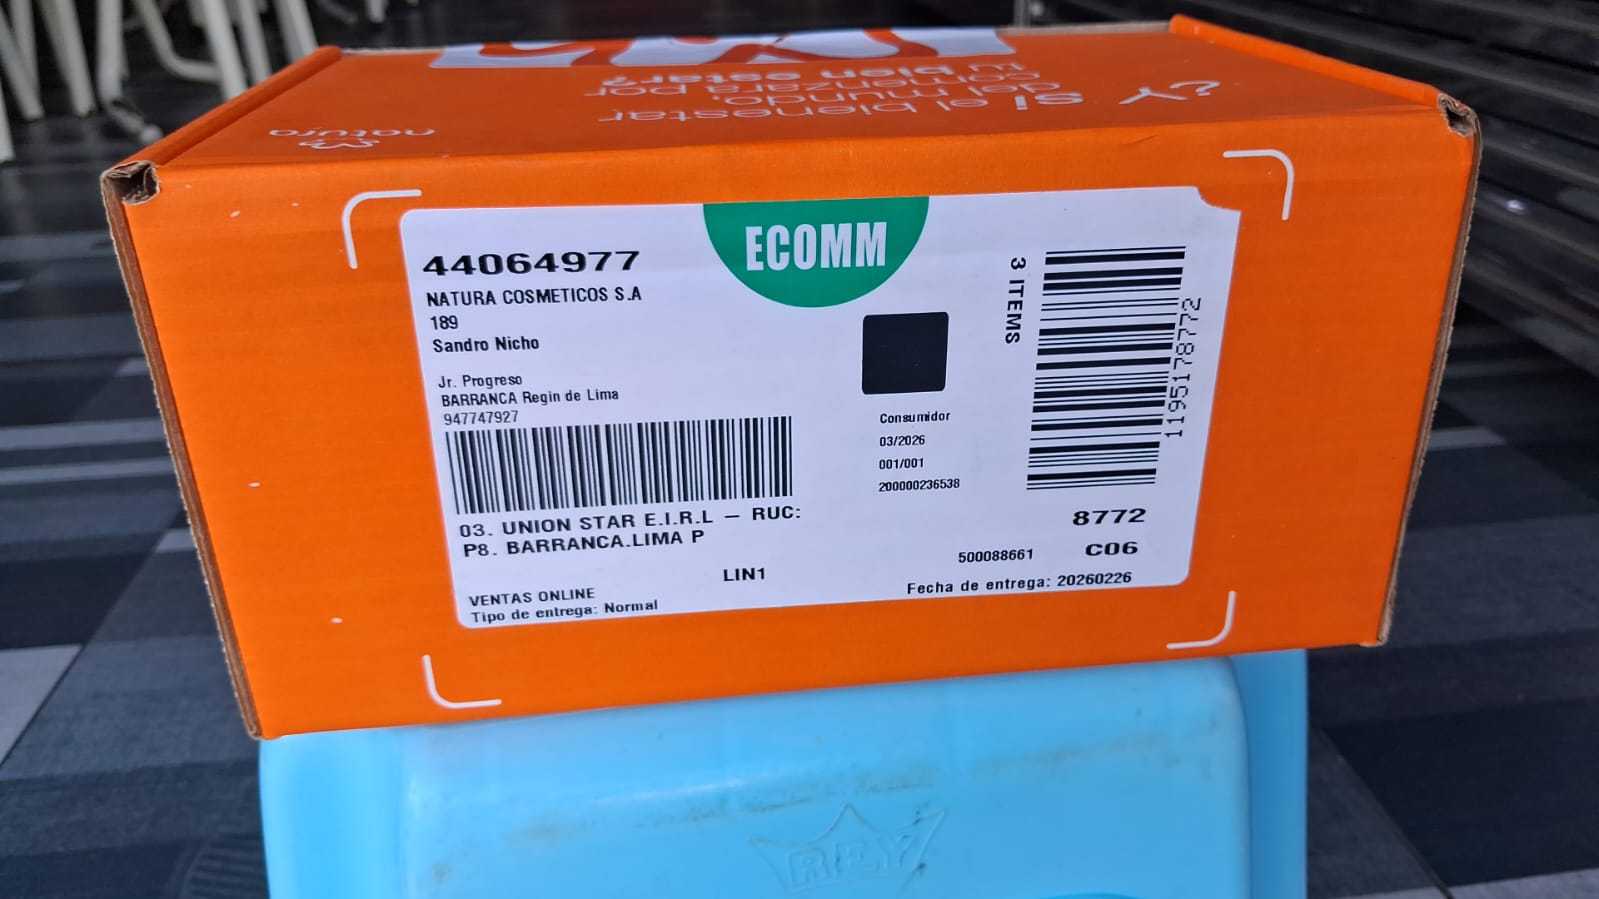 ¿Y si el bienestar
del mundo,
comenzara por
tu bien estar?
natura
ECOMM
44064977
NATURA COSMETICOS S.A
189
Sandro Nicho
Jr. Progreso
BARRANCA Regin de Lima
947747927
03. UNION STAR E.I.R.L – RUC:
P8. BARRANCA.LIMA P
LIN1
VENTAS ONLINE
Tipo de entrega: Normal
3 ITEMS
1195178772
Consumidor
03/2026
001/001
200000236538
8772
500088661 C06
Fecha de entrega: 20260226
REY